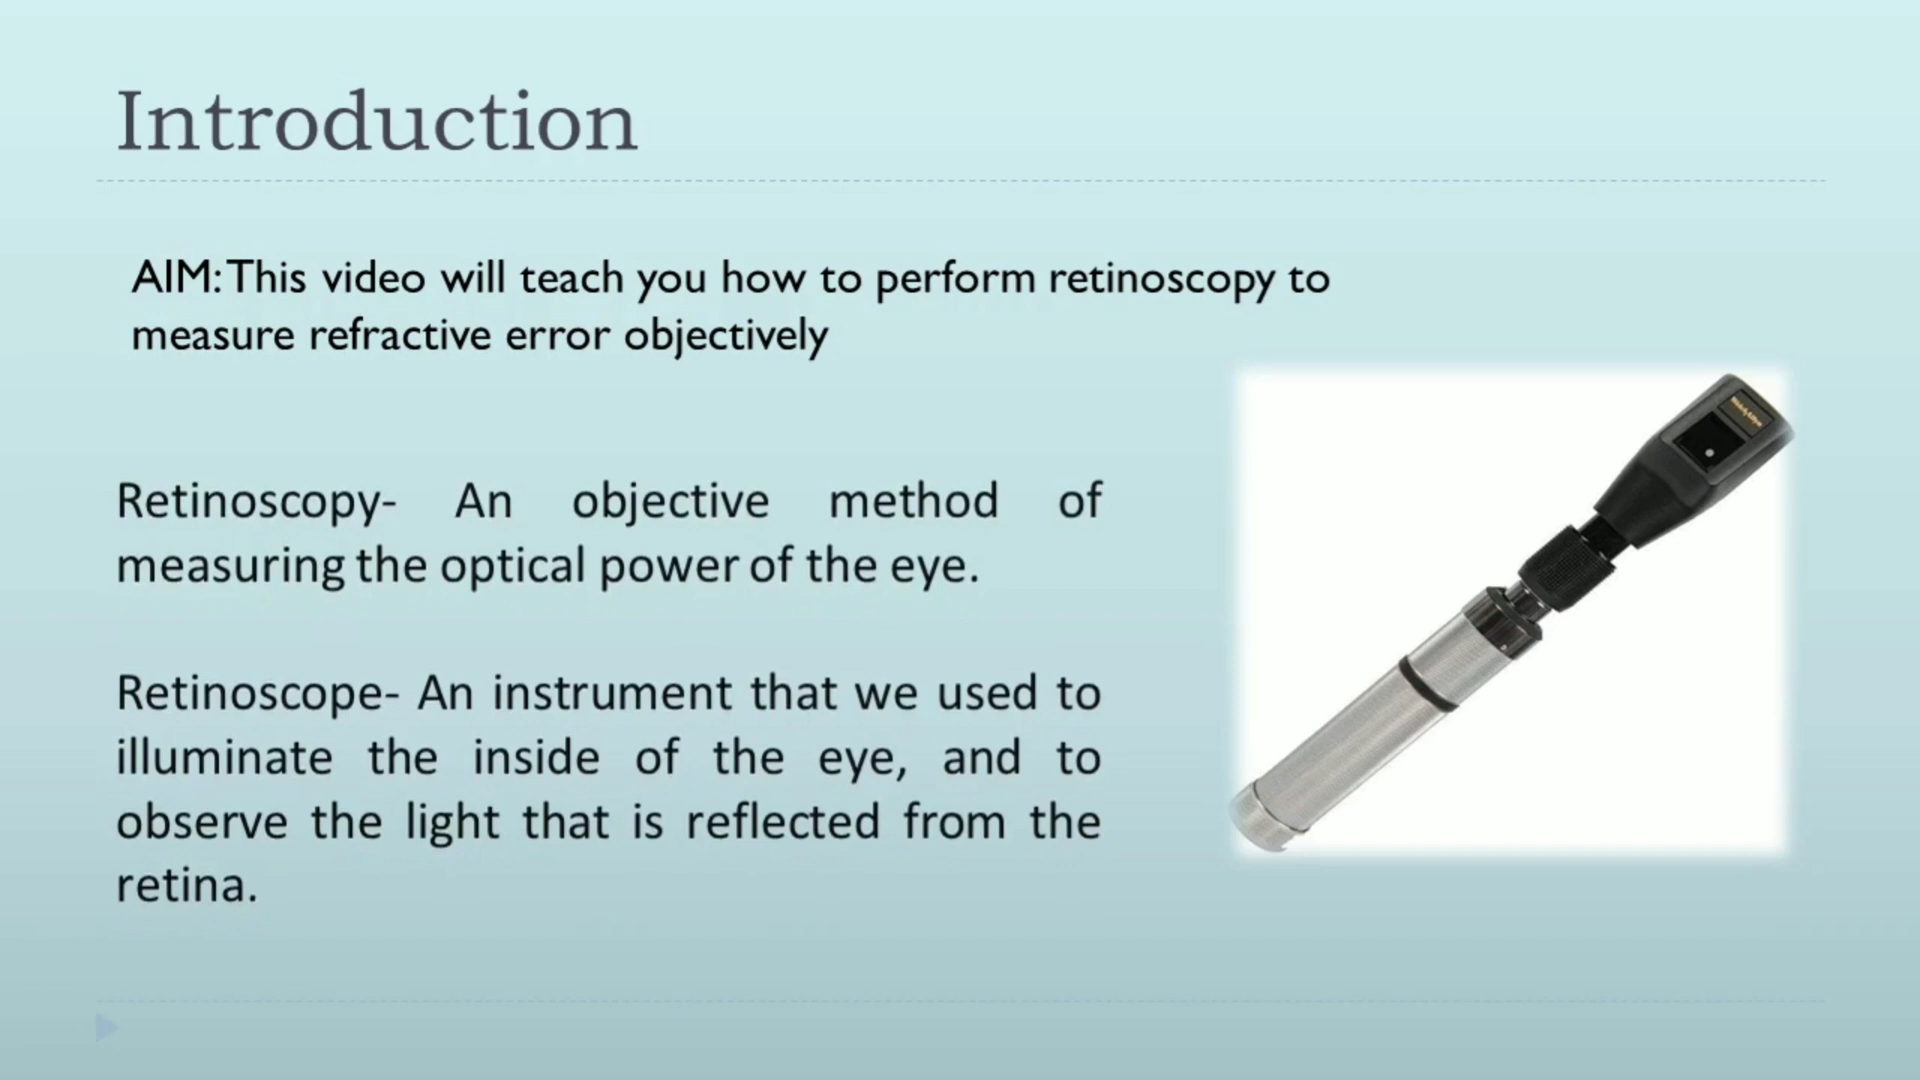 Introduction
AIM: This video will teach you how to perform retinoscopy to
measure refractive error objectively
Retinoscopy- An objective method of
measuring the optical power of the eye.
Retinoscope- An instrument that we used to
illuminate the inside of the eye, and to
observe the light that is reflected from the
retina.
WelchAllyn